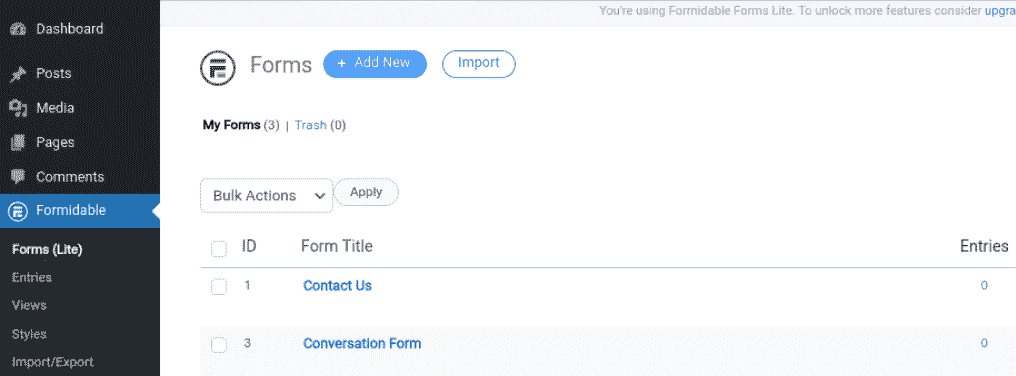 You're using Formidable Forms Lite. To unlock more features consider upgra
Dashboard
Posts
Media
Pages
Comments
Formidable
Forms (Lite)
Entries
Views
Styles
Import/Export
Forms + Add New Import
My Forms (3) | Trash (0)
Bulk Actions Apply
ID Form Title Entries
1 Contact Us 0
3 Conversation Form 0